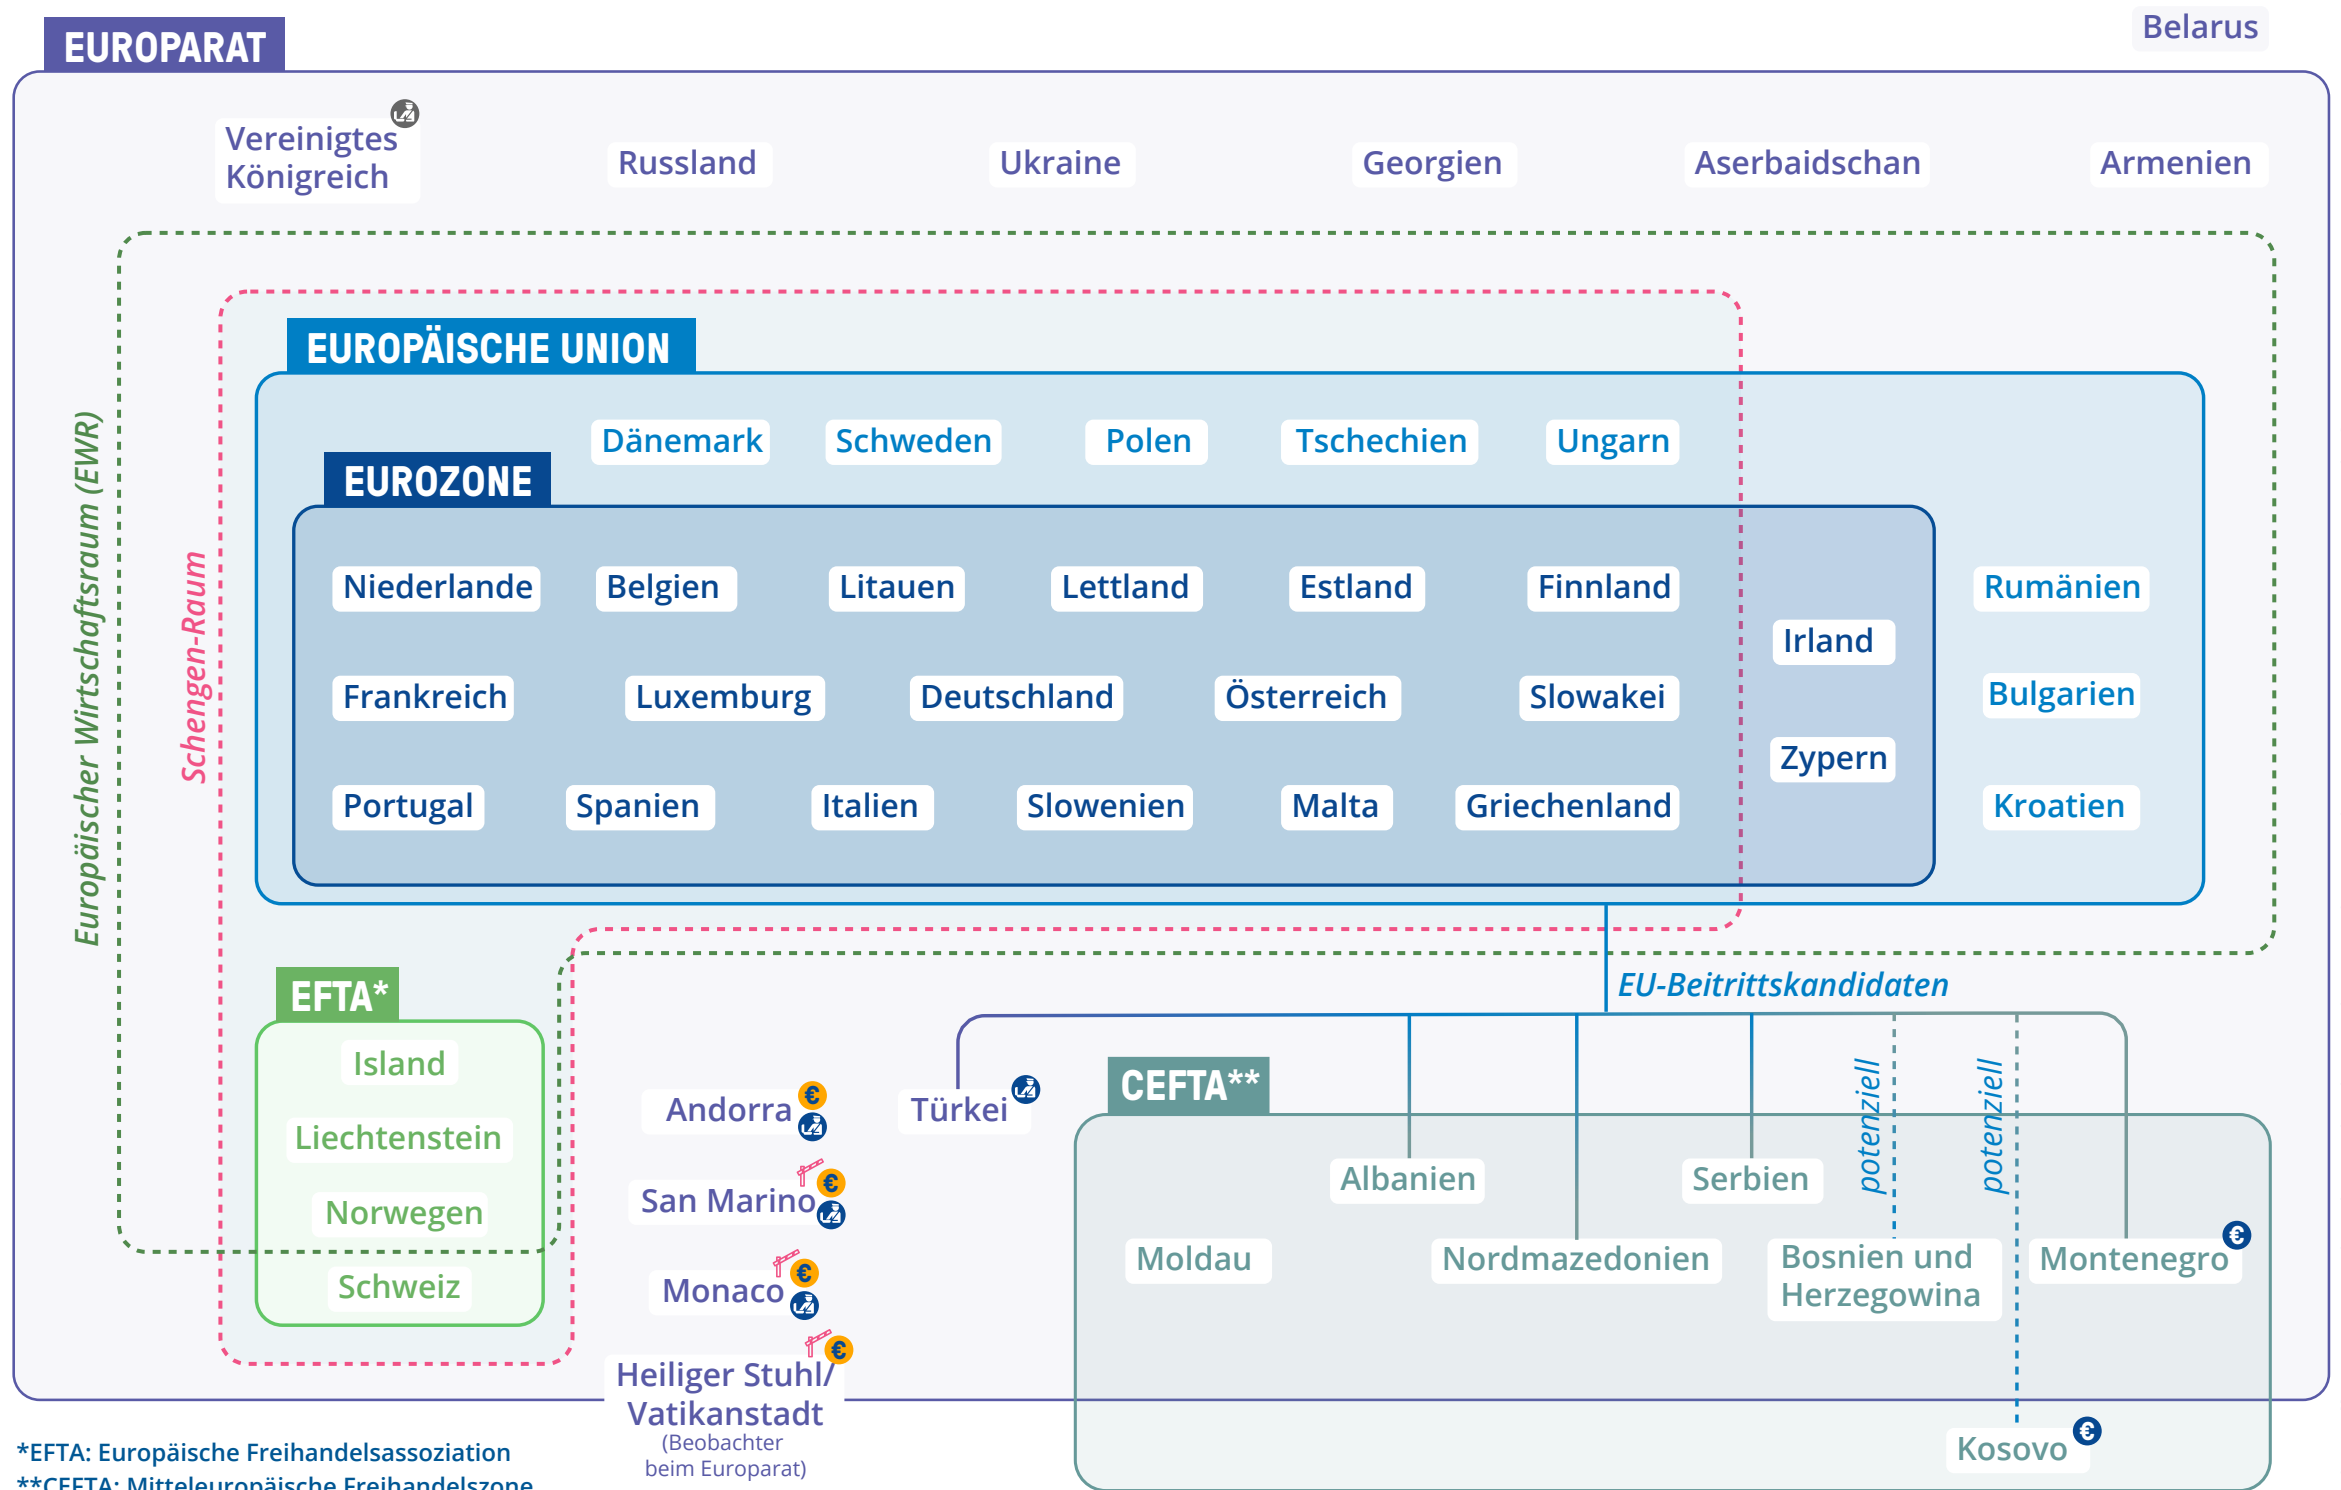 Belarus
EUROPARAT
Vereinigtes
Königreich
Russland
Ukraine
Georgien
Aserbaidschan
Armenien
Europäischer Wirtschaftsraum (EWR)
Schengen-Raum
EUROPÄISCHE UNION
Dänemark
Schweden
Polen
Tschechien
Ungarn
EUROZONE
Niederlande
Belgien
Litauen
Lettland
Estland
Finnland
Irland
Rumänien
Frankreich
Luxemburg
Deutschland
Österreich
Slowakei
Bulgarien
Zypern
Portugal
Spanien
Italien
Slowenien
Malta
Griechenland
Kroatien
EU-Beitrittskandidaten
EFTA*
Island
Liechtenstein
Norwegen
Schweiz
Andorra €
San Marino €
Monaco €
Heiliger Stuhl/ €
Vatikanstadt
(Beobachter
beim Europarat)
Türkei
CEFTA**
potenziell
potenziell
Albanien
Serbien
Moldau
Nordmazedonien
Bosnien und
Herzegowina
Montenegro €
Kosovo €
*EFTA: Europäische Freihandelsassoziation
**CEFTA: Mitteleuropäische Freihandelszone